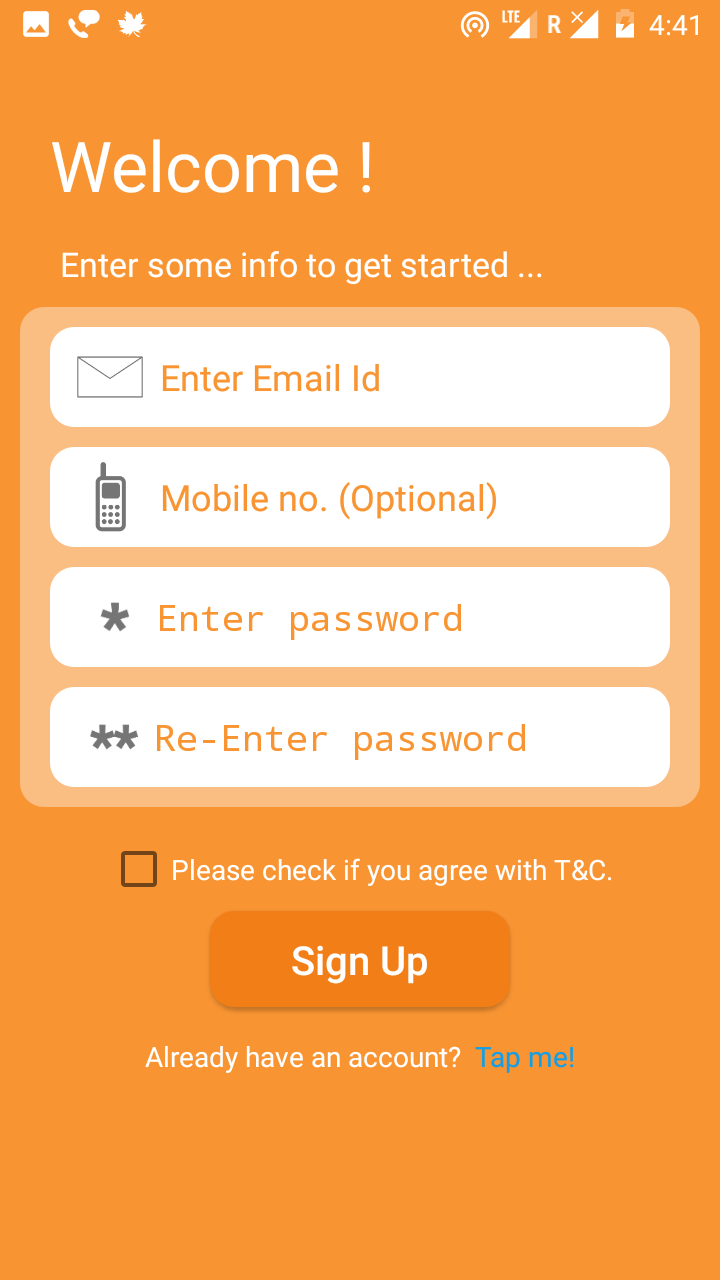 LTE R 4:41
Welcome !
Enter some info to get started ...
Enter Email Id
Mobile no. (Optional)
* Enter password
** Re-Enter password
Please check if you agree with T&C.
Sign Up
Already have an account? Tap me!